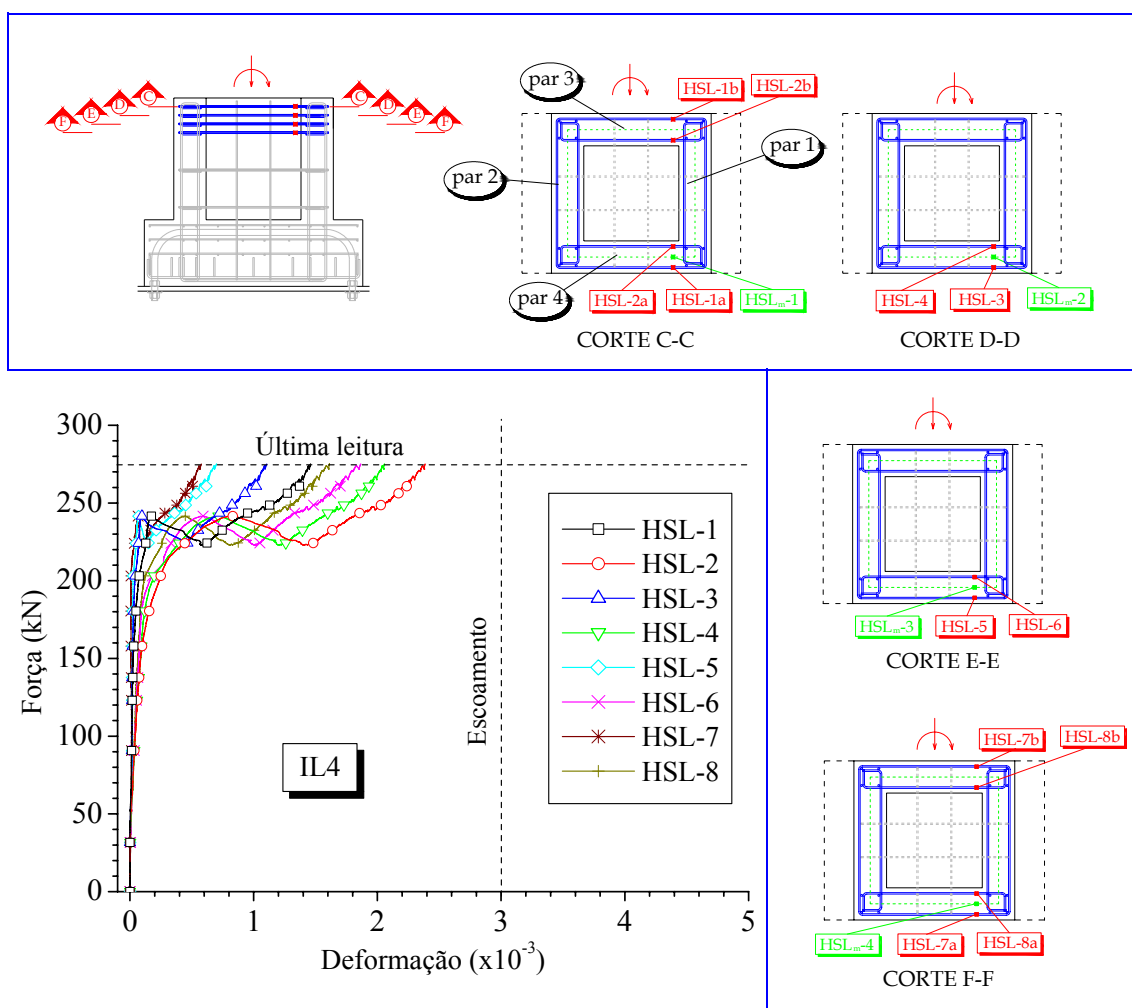 F
E
D
C
C
D
E
F
par 3
HSL-1b
HSL-2b
par 2
par 1
par 4
HSL-2a
HSL-1a
HSLm-1
CORTE C-C
HSL-4
HSL-3
HSLm-2
CORTE D-D
300
250
200
150
100
50
0
Força (kN)
0
1
2
3
4
5
Deformação (x10-3)
Última leitura
Escoamento
IL4
HSL-1
HSL-2
HSL-3
HSL-4
HSL-5
HSL-6
HSL-7
HSL-8
HSLm-3
HSL-5
HSL-6
CORTE E-E
HSL-7b
HSL-8b
HSLm-4
HSL-7a
HSL-8a
CORTE F-F